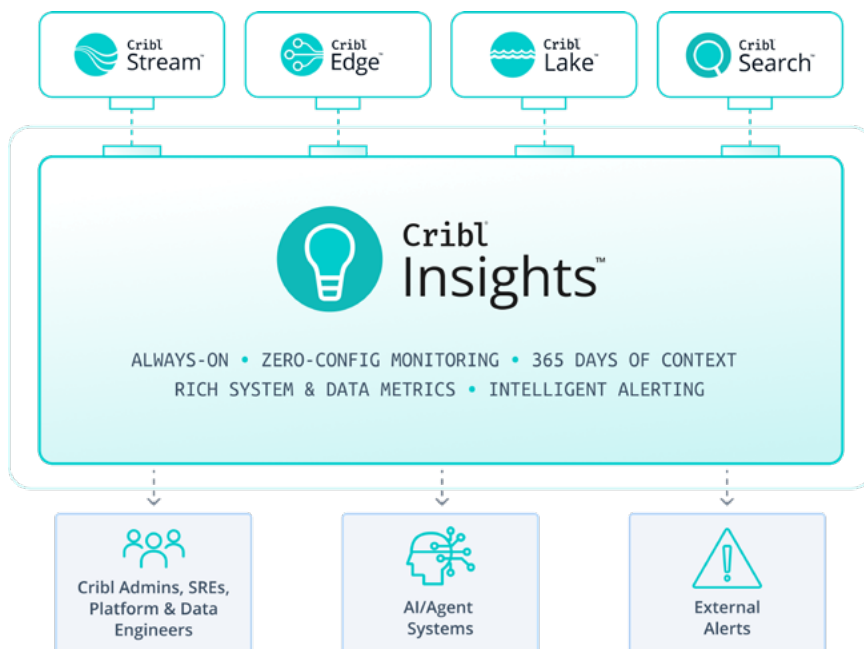 Cribl
Stream™
Cribl
Edge™
Cribl
Lake™
Cribl
Search™
Cribl
Insights™
ALWAYS-ON • ZERO-CONFIG MONITORING • 365 DAYS OF CONTEXT
RICH SYSTEM & DATA METRICS • INTELLIGENT ALERTING
Cribl Admins, SREs,
Platform & Data
Engineers
AI/Agent
Systems
External
Alerts